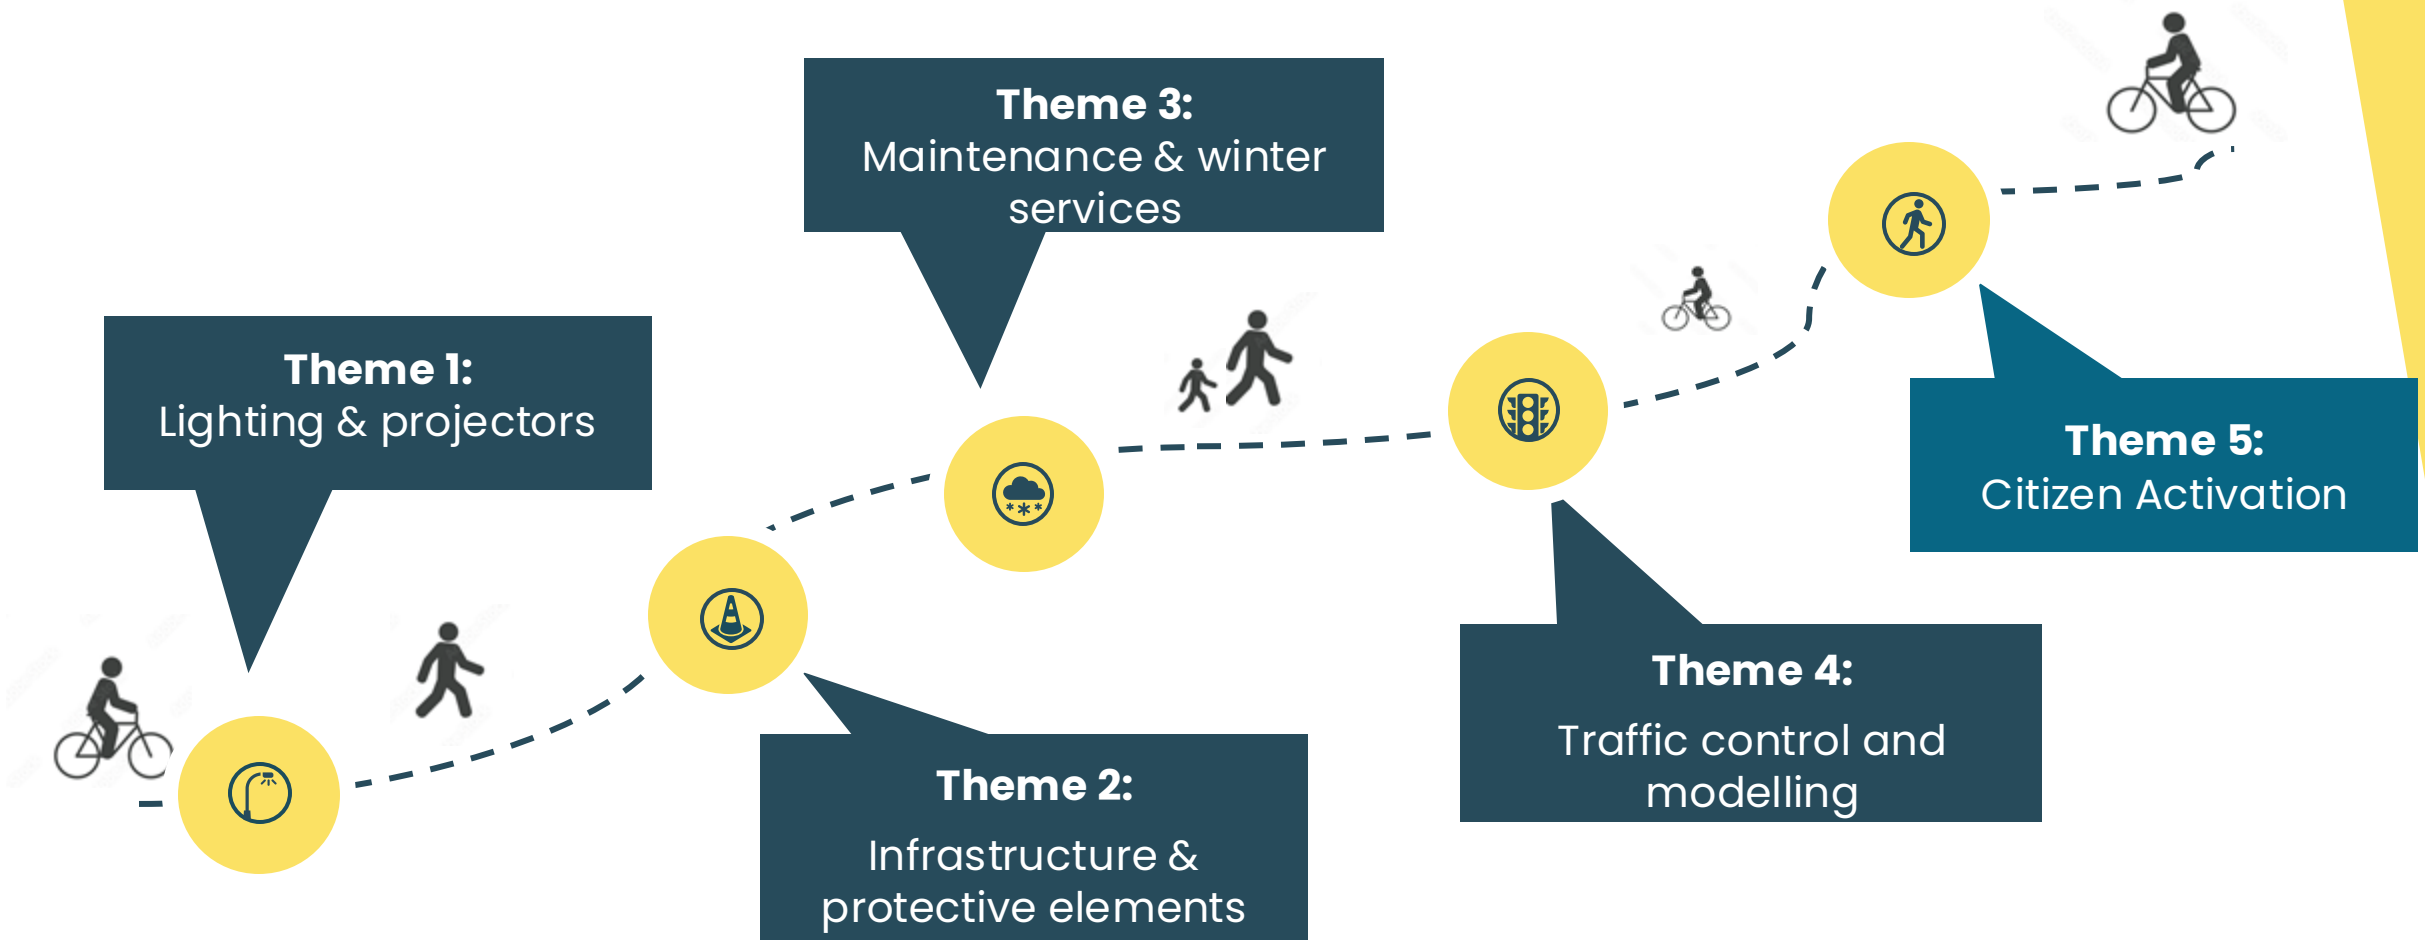 Theme 1:
Lighting & projectors
Theme 2:
Infrastructure &
protective elements
Theme 3:
Maintenance & winter
services
Theme 4:
Traffic control and
modelling
Theme 5:
Citizen Activation